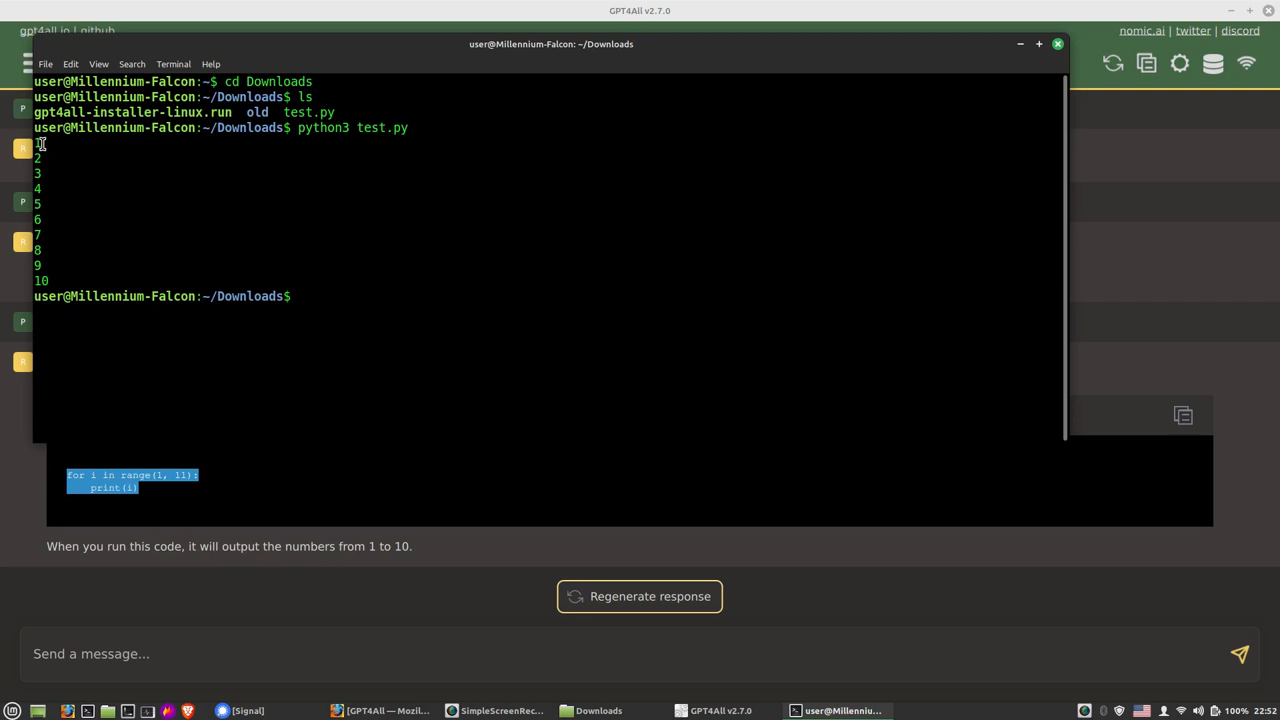 GPT4All v2.7.0
gpt4all.io | github
nomic.ai | twitter | discord
user@Millennium-Falcon: ~/Downloads
File Edit View Search Terminal Help
user@Millennium-Falcon:~$ cd Downloads
user@Millennium-Falcon:~/Downloads$ ls
gpt4all-installer-linux.run old test.py
user@Millennium-Falcon:~/Downloads$ python3 test.py
1
2
3
4
5
6
7
8
9
10
user@Millennium-Falcon:~/Downloads$
P
R
P
R
P
R
for i in range(1, 11):
print(i)
When you run this code, it will output the numbers from 1 to 10.
Regenerate response
Send a message...
[Signal] [GPT4All — Mozil... SimpleScreenRec... Downloads GPT4All v2.7.0 user@Millenniu... 100% 22:52